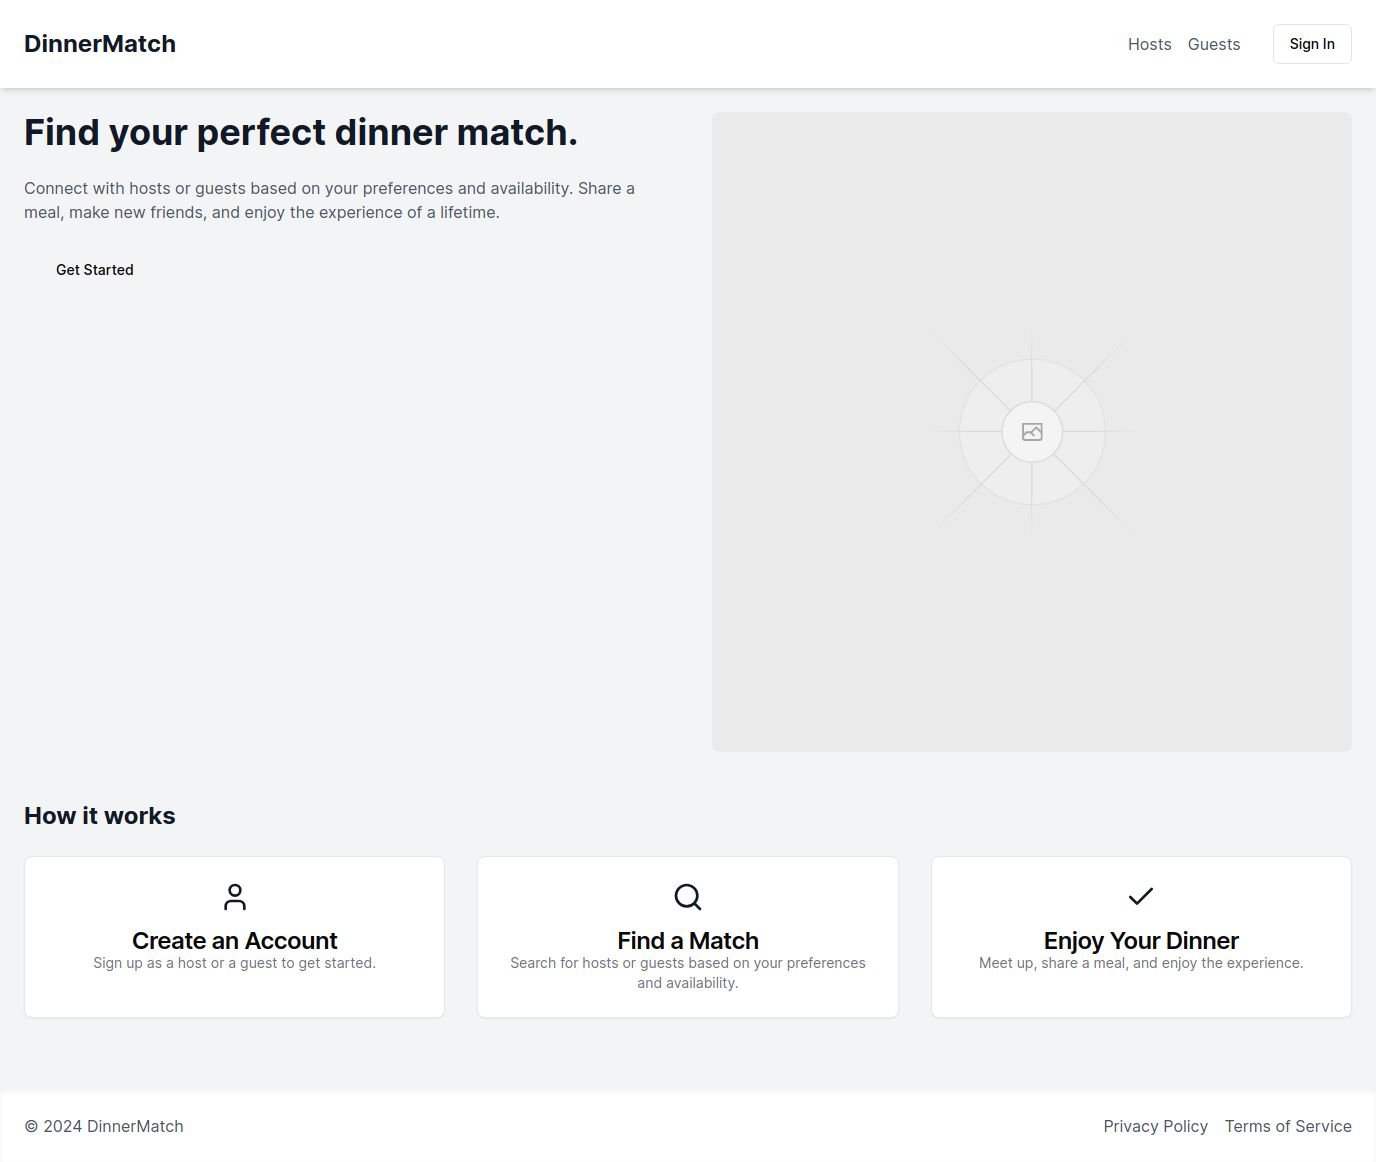 DinnerMatch
Hosts Guests Sign In
Find your perfect dinner match.
Connect with hosts or guests based on your preferences and availability. Share a
meal, make new friends, and enjoy the experience of a lifetime.
Get Started
How it works
Create an Account
Sign up as a host or a guest to get started.
Find a Match
Search for hosts or guests based on your preferences
and availability.
Enjoy Your Dinner
Meet up, share a meal, and enjoy the experience.
© 2024 DinnerMatch
Privacy Policy Terms of Service